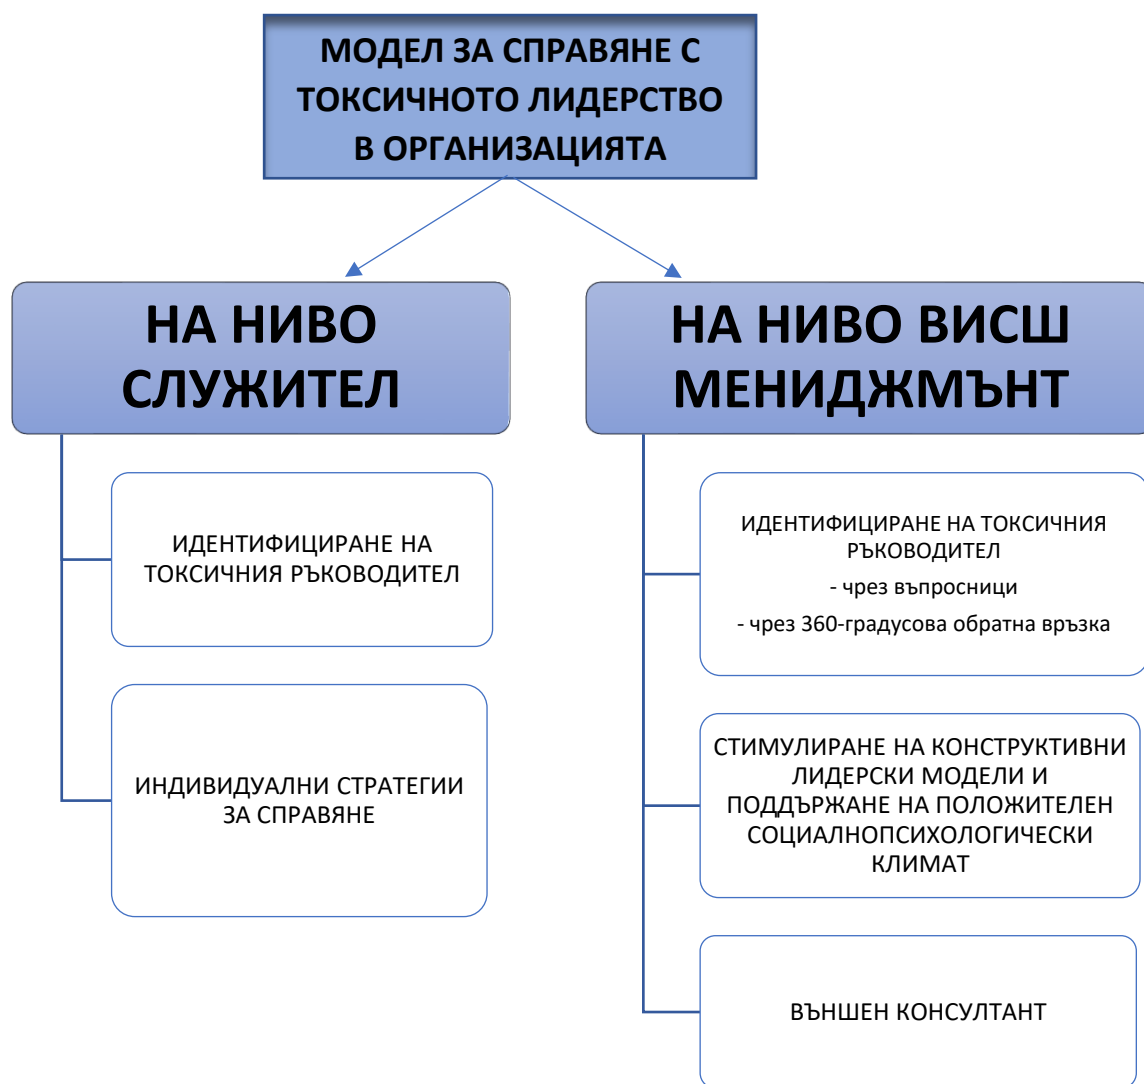 МОДЕЛ ЗА СПРАВЯНЕ С
ТОКСИЧНОТО ЛИДЕРСТВО
В ОРГАНИЗАЦИЯТА
НА НИВО
СЛУЖИТЕЛ
ИДЕНТИФИЦИРАНЕ НА
ТОКСИЧНИЯ РЪКОВОДИТЕЛ
ИНДИВИДУАЛНИ СТРАТЕГИИ
ЗА СПРАВЯНЕ
НА НИВО ВИСШ
МЕНИДЖМЪНТ
ИДЕНТИФИЦИРАНЕ НА ТОКСИЧНИЯ
РЪКОВОДИТЕЛ
- чрез въпросници
- чрез 360-градусова обратна връзка
СТИМУЛИРАНЕ НА КОНСТРУКТИВНИ
ЛИДЕРСКИ МОДЕЛИ И
ПОДДЪРЖАНЕ НА ПОЛОЖИТЕЛЕН
СОЦИАЛНОПСИХОЛОГИЧЕСКИ
КЛИМАТ
ВЪНШЕН КОНСУЛТАНТ